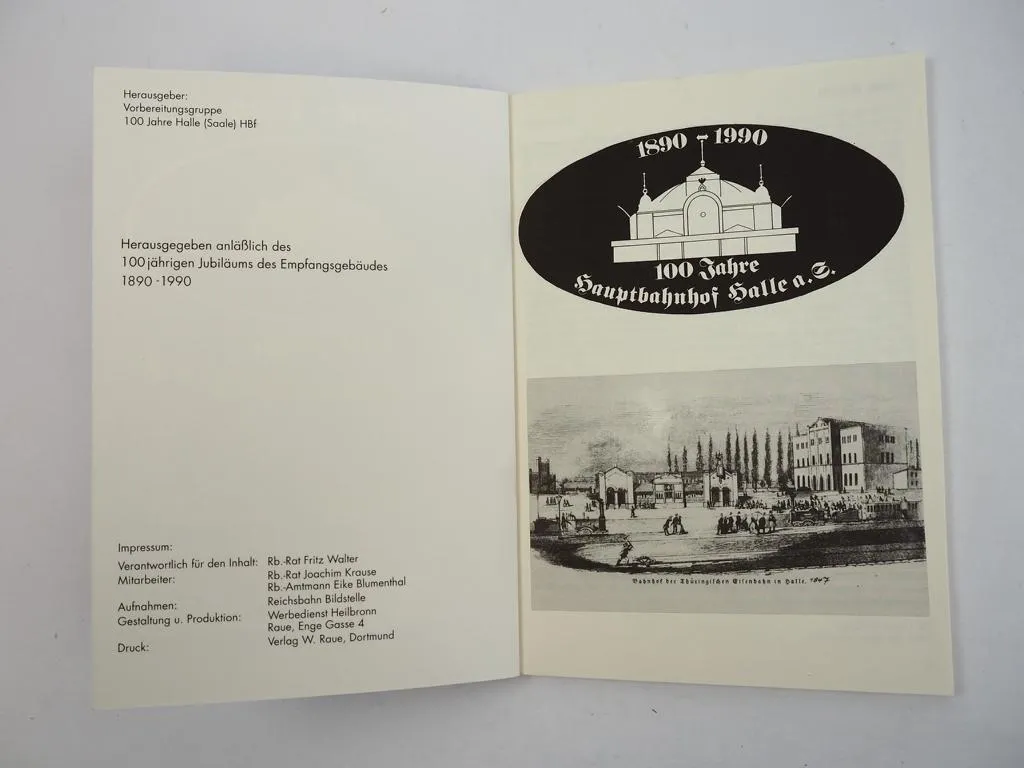 Herausgeber:
Vorbereitungsgruppe
100 Jahre Halle (Saale) HBf
Herausgegeben anläßlich des
100jährigen Jubiläums des Empfangsgebäudes
1890 - 1990
Impressum:
Verantwortlich für den Inhalt: Rb.-Rat Fritz Walter
Mitarbeiter: Rb.-Rat Joachim Krause
Rb.-Amtmann Eike Blumenthal
Aufnahmen: Reichsbahn Bildstelle
Gestaltung u. Produktion: Werbedienst Heilbronn
Raue, Enge Gasse 4
Druck: Verlag W. Raue, Dortmund
1890 - 1990
100 Jahre
Hauptbahnhof Halle a. S.
Bahnhof der Thüringischen Eisenbahn in Halle. 1847